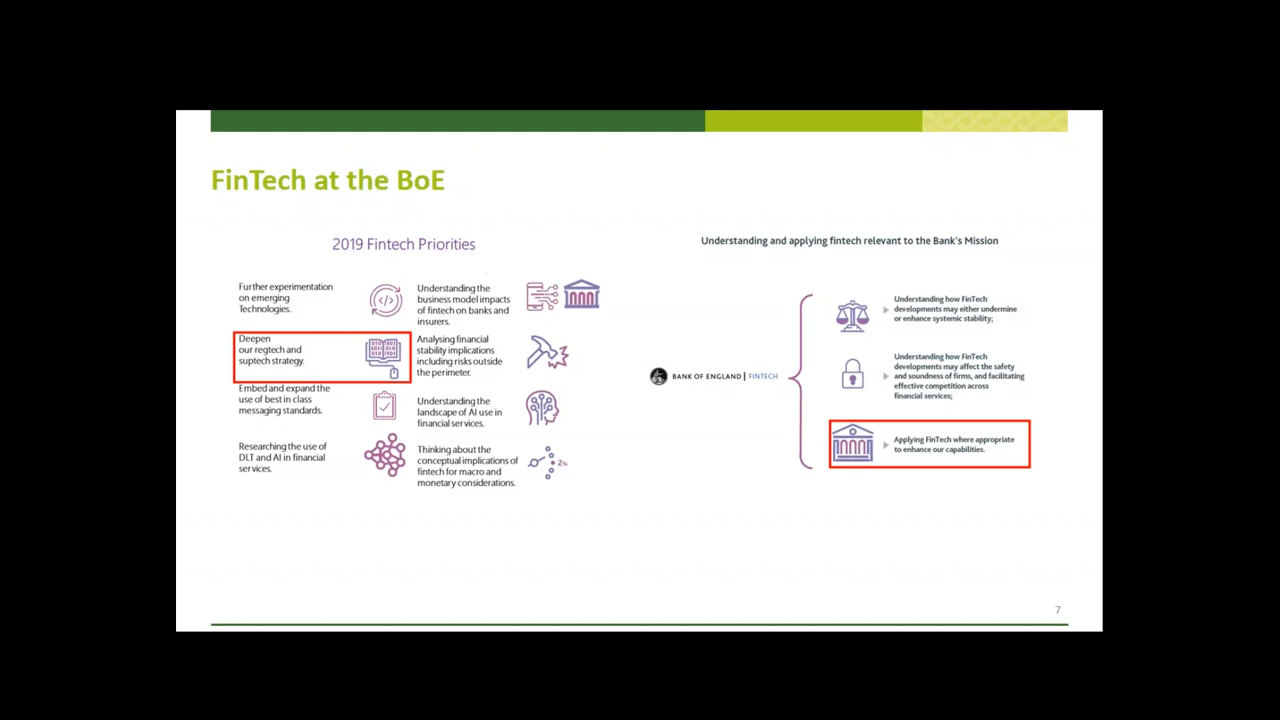 FinTech at the BoE
2019 Fintech Priorities
Further experimentation
on emerging
Technologies.
Deepen
our regtech and
suptech strategy.
Embed and expand the
use of best in class
messaging standards.
Researching the use of
DLT and AI in financial
services.
Understanding the
business model impacts
of fintech on banks and
insurers.
Analysing financial
stability implications
including risks outside
the perimeter.
Understanding the
landscape of AI use in
financial services.
Thinking about the
conceptual implications of
fintech for macro and
monetary considerations.
2%
Understanding and applying fintech relevant to the Bank's Mission
BANK OF ENGLAND | FINTECH
Understanding how FinTech
developments may either undermine
or enhance systemic stability;
Understanding how FinTech
developments may affect the safety
and soundness of firms, and facilitating
effective competition across
financial services;
Applying FinTech where appropriate
to enhance our capabilities.
7